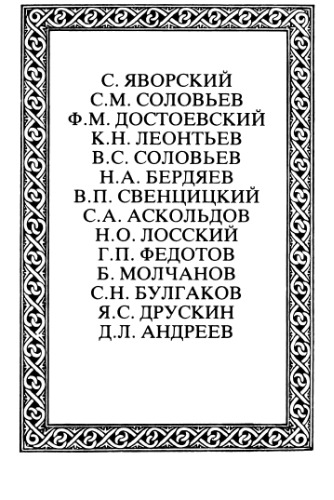 С. ЯВОРСКИЙ
С.М. СОЛОВЬЕВ
Ф.М. ДОСТОЕВСКИЙ
К.Н. ЛЕОНТЬЕВ
В.С. СОЛОВЬЕВ
Н.А. БЕРДЯЕВ
В.П. СВЕНЦИЦКИЙ
С.А. АСКОЛЬДОВ
Н.О. ЛОССКИЙ
Г.П. ФЕДОТОВ
Б. МОЛЧАНОВ
С.Н. БУЛГАКОВ
Я.С. ДРУСКИН
Д.Л. АНДРЕЕВ